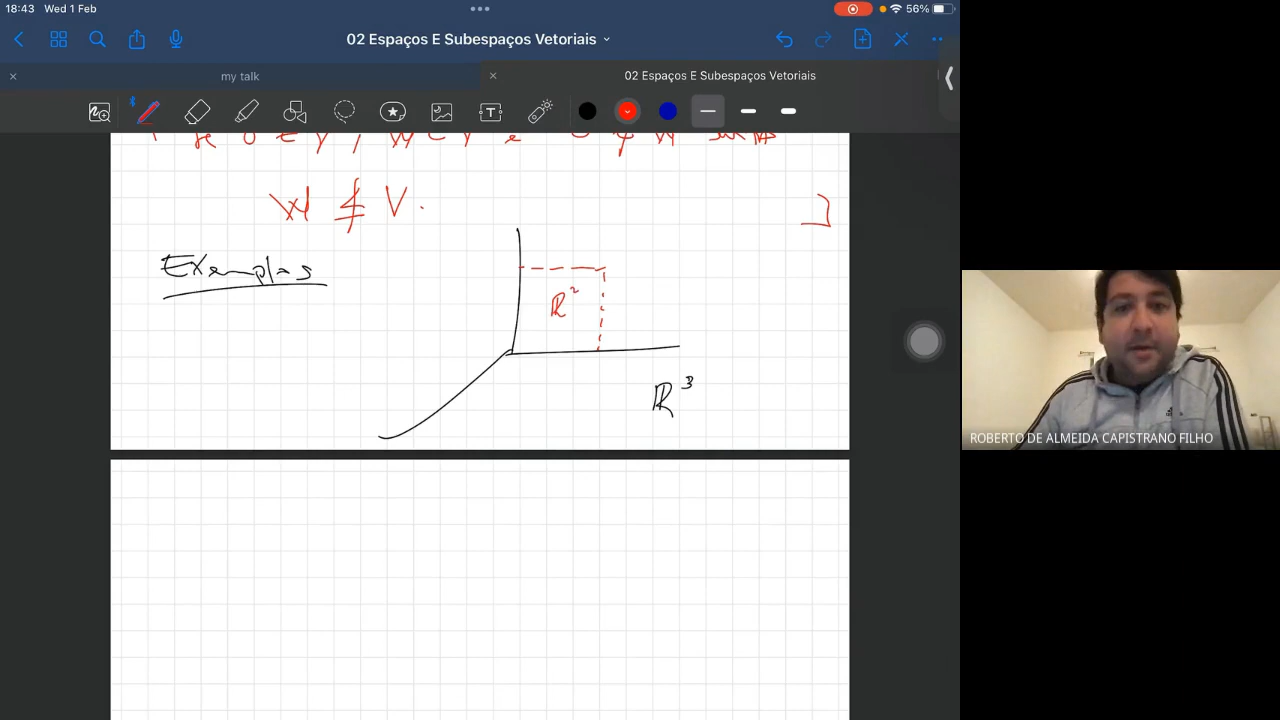 18:43 Wed 1 Feb
56%
02 Espaços E Subespaços Vetoriais
my talk
02 Espaços E Subespaços Vetoriais
W ≰ V.
Exemplos
ℝ²
ℝ³
ROBERTO DE ALMEIDA CAPISTRANO FILHO